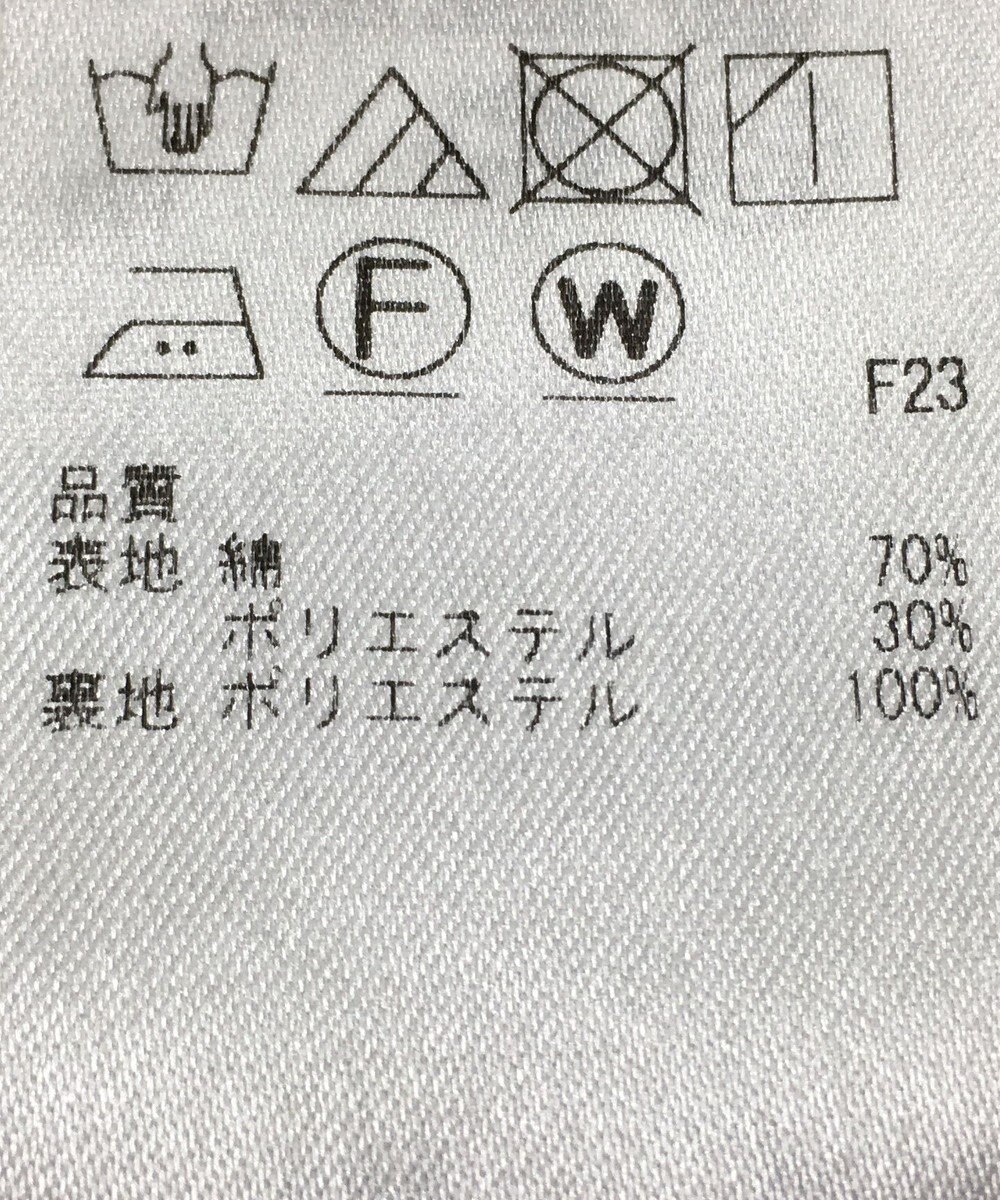 F W
F23
品質
表地 綿 70%
ポリエステル 30%
裏地 ポリエステル 100%